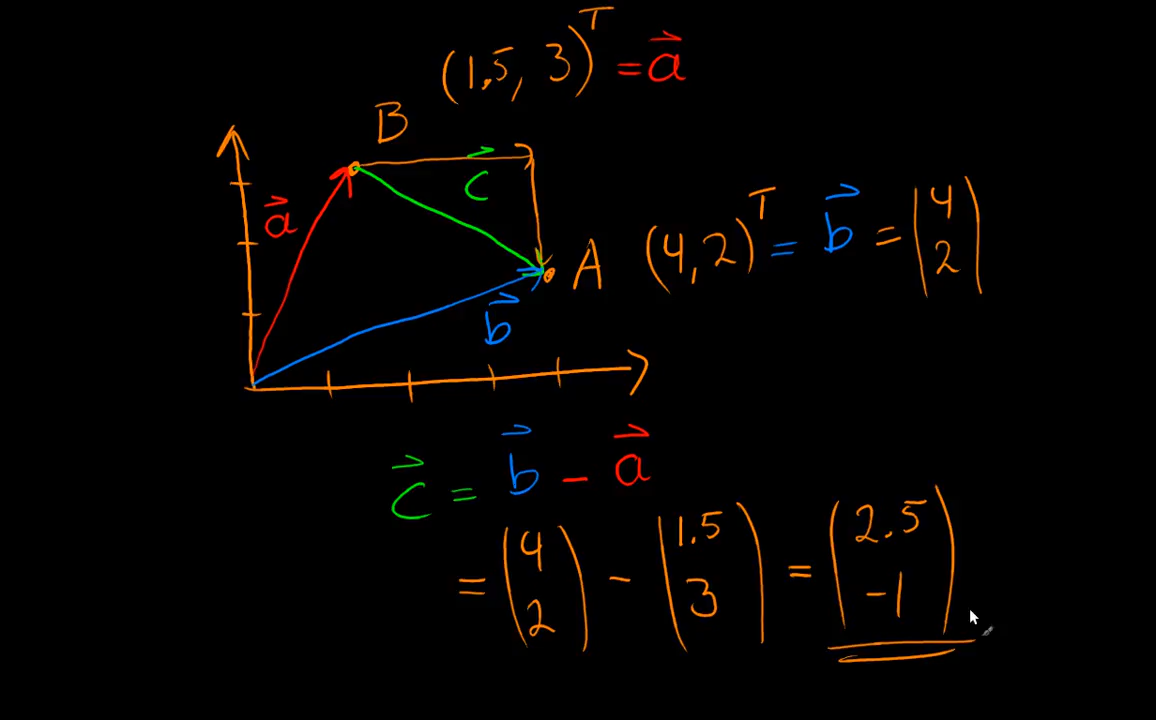 (1.5, 3)ᵀ = a⃗
B
c⃗
a⃗
(4,2)ᵀ = b⃗ = (4
2)
A
b⃗
c⃗ = b⃗ - a⃗
= (4
2) - (1.5
3) = (2.5
-1)